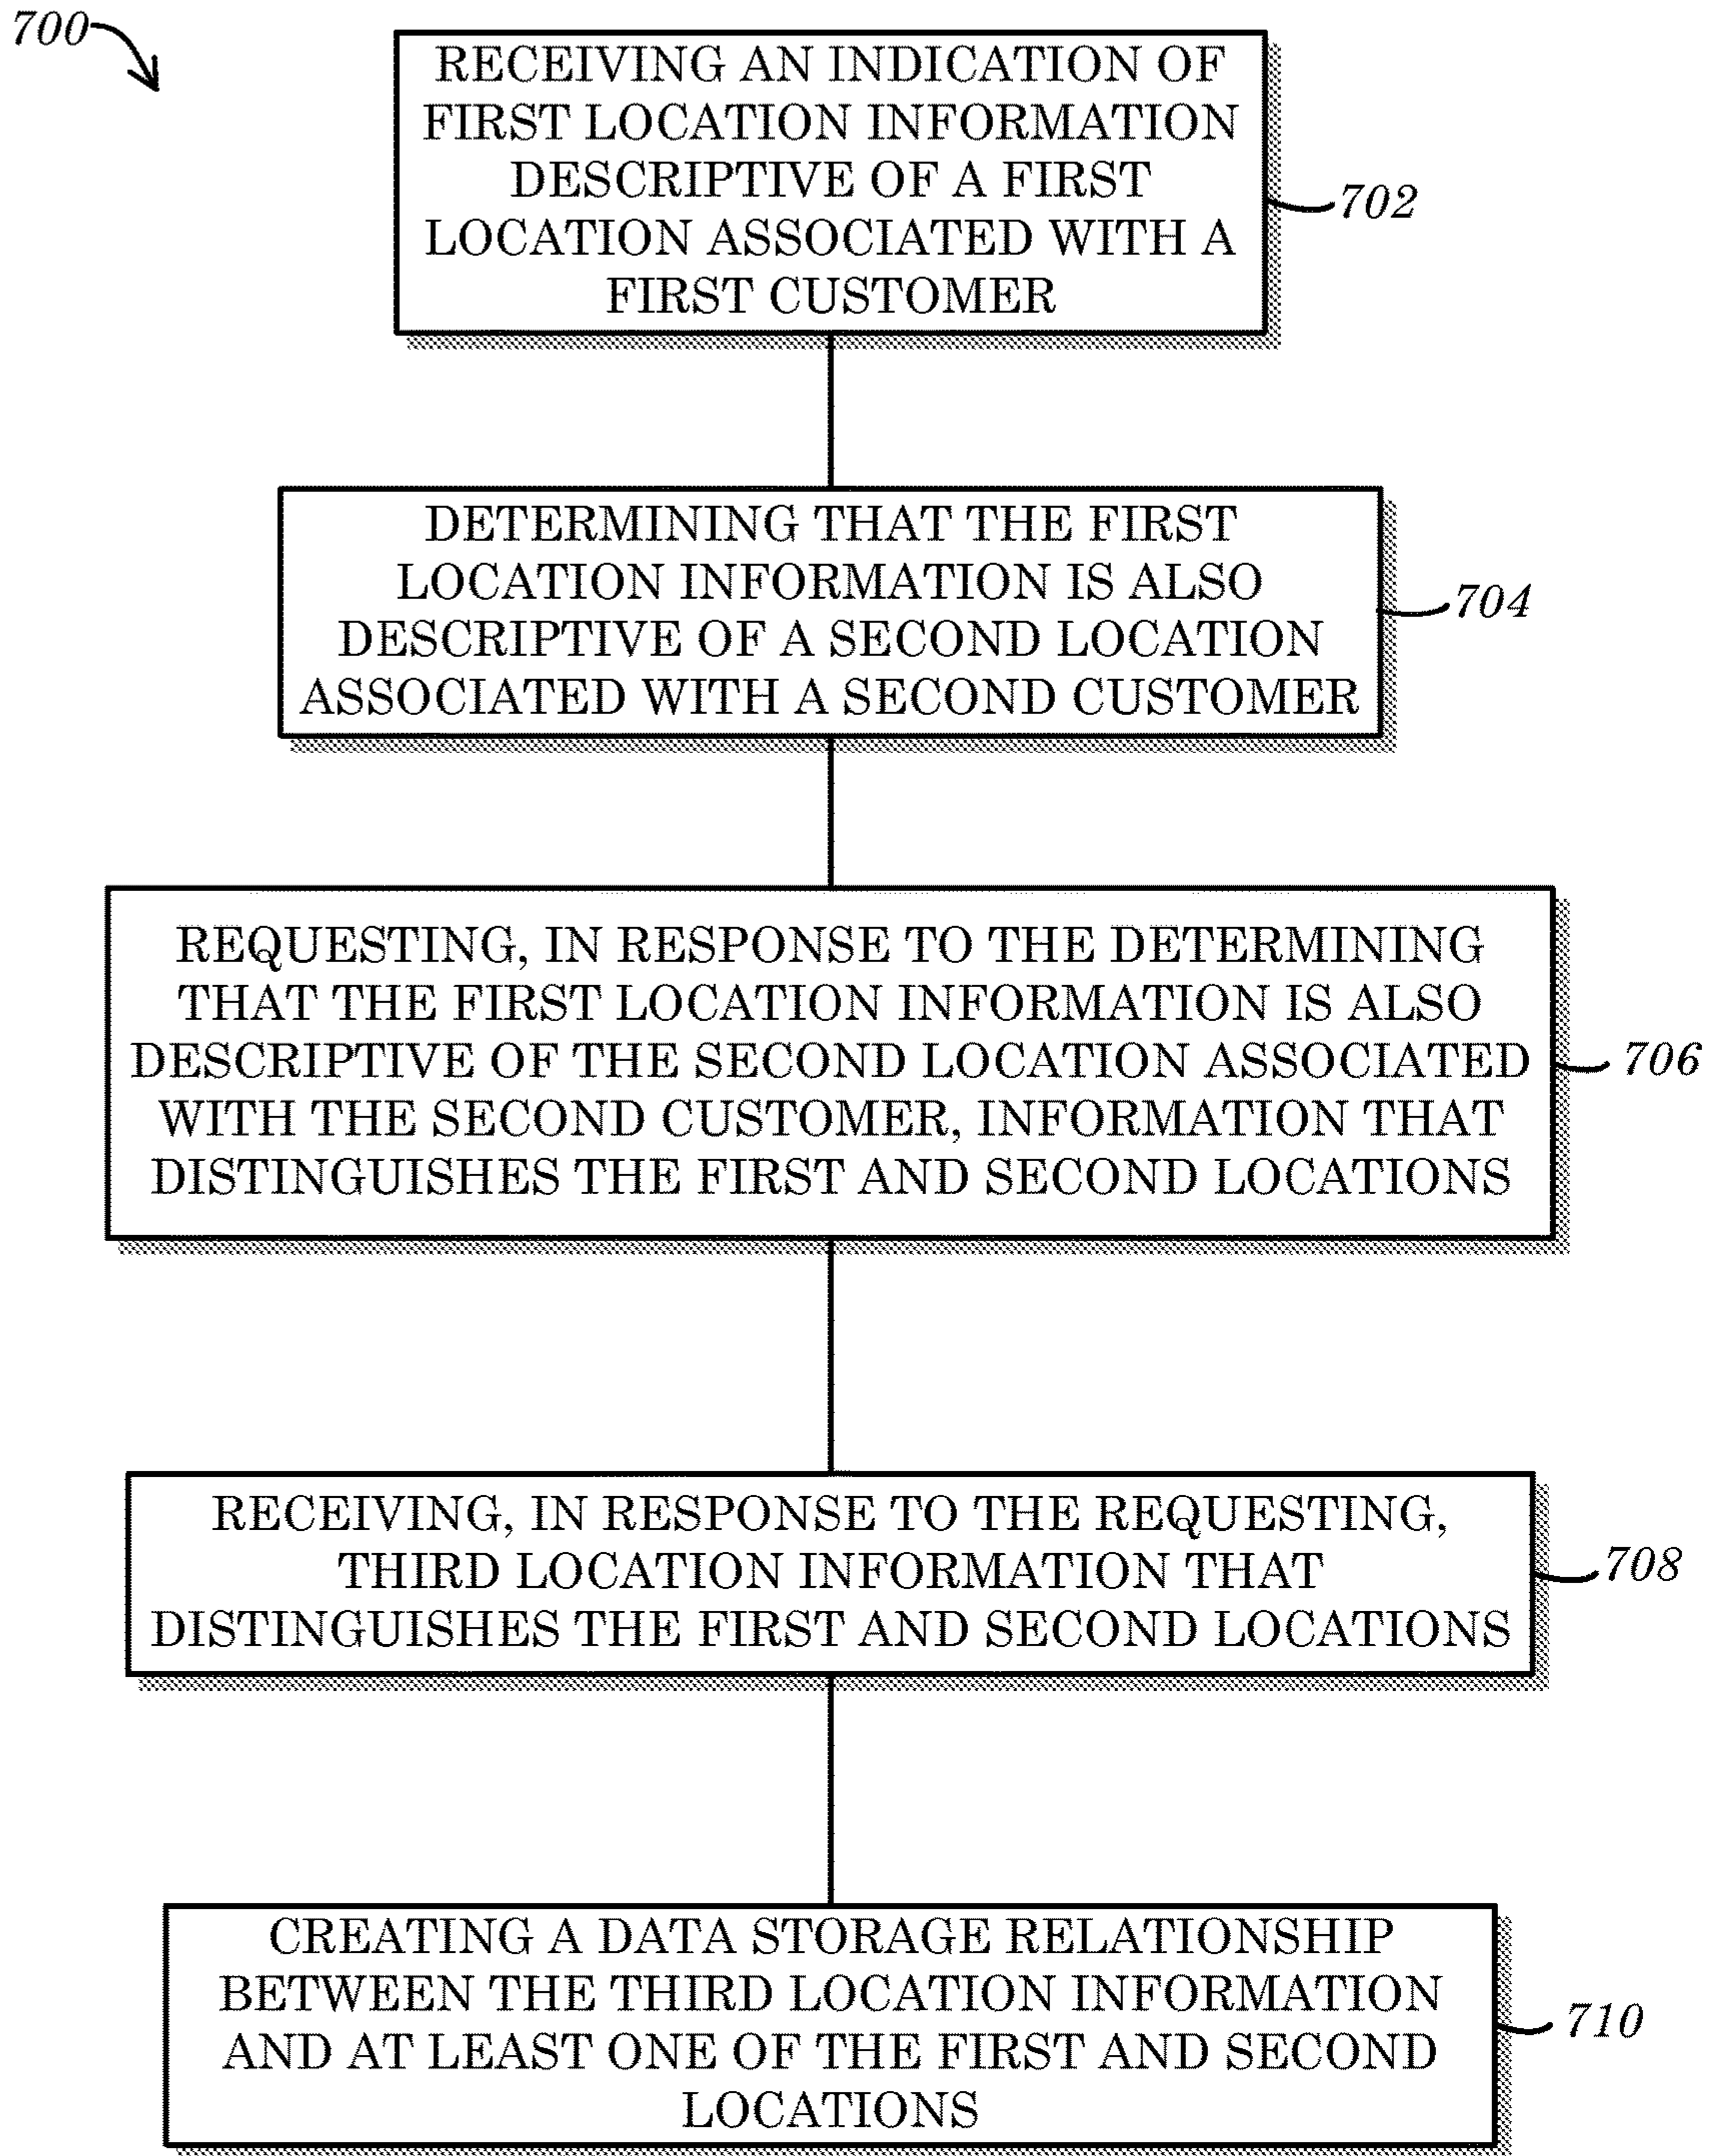 700
RECEIVING AN INDICATION OF
FIRST LOCATION INFORMATION
DESCRIPTIVE OF A FIRST
LOCATION ASSOCIATED WITH A
FIRST CUSTOMER
702
DETERMINING THAT THE FIRST
LOCATION INFORMATION IS ALSO
DESCRIPTIVE OF A SECOND LOCATION
ASSOCIATED WITH A SECOND CUSTOMER
704
REQUESTING, IN RESPONSE TO THE DETERMINING
THAT THE FIRST LOCATION INFORMATION IS ALSO
DESCRIPTIVE OF THE SECOND LOCATION ASSOCIATED
WITH THE SECOND CUSTOMER, INFORMATION THAT
DISTINGUISHES THE FIRST AND SECOND LOCATIONS
706
RECEIVING, IN RESPONSE TO THE REQUESTING,
THIRD LOCATION INFORMATION THAT
DISTINGUISHES THE FIRST AND SECOND LOCATIONS
708
CREATING A DATA STORAGE RELATIONSHIP
BETWEEN THE THIRD LOCATION INFORMATION
AND AT LEAST ONE OF THE FIRST AND SECOND
LOCATIONS
710